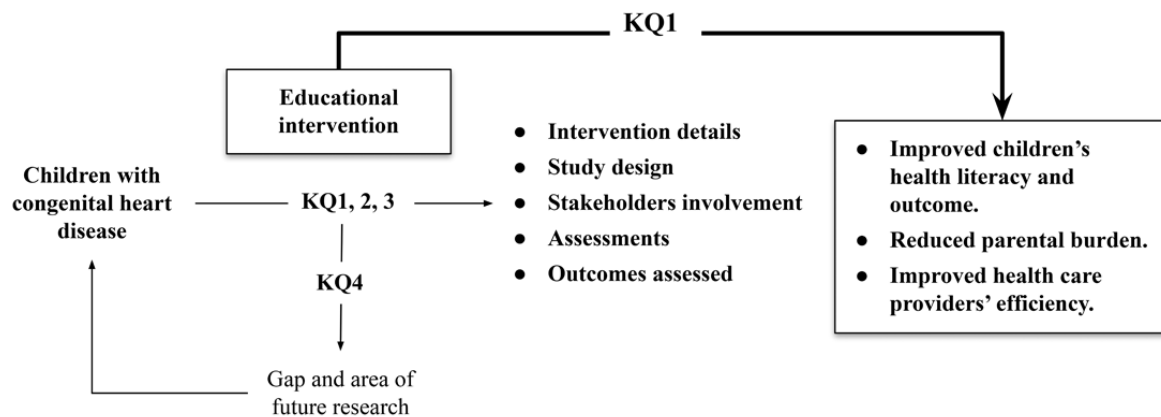 KQ1
Educational
intervention
Children with
congenital heart
disease
KQ1, 2, 3
● Intervention details
● Study design
● Stakeholders involvement
● Assessments
● Outcomes assessed
● Improved children’s
health literacy and
outcome.
● Reduced parental burden.
● Improved health care
providers’ efficiency.
KQ4
Gap and area of
future research